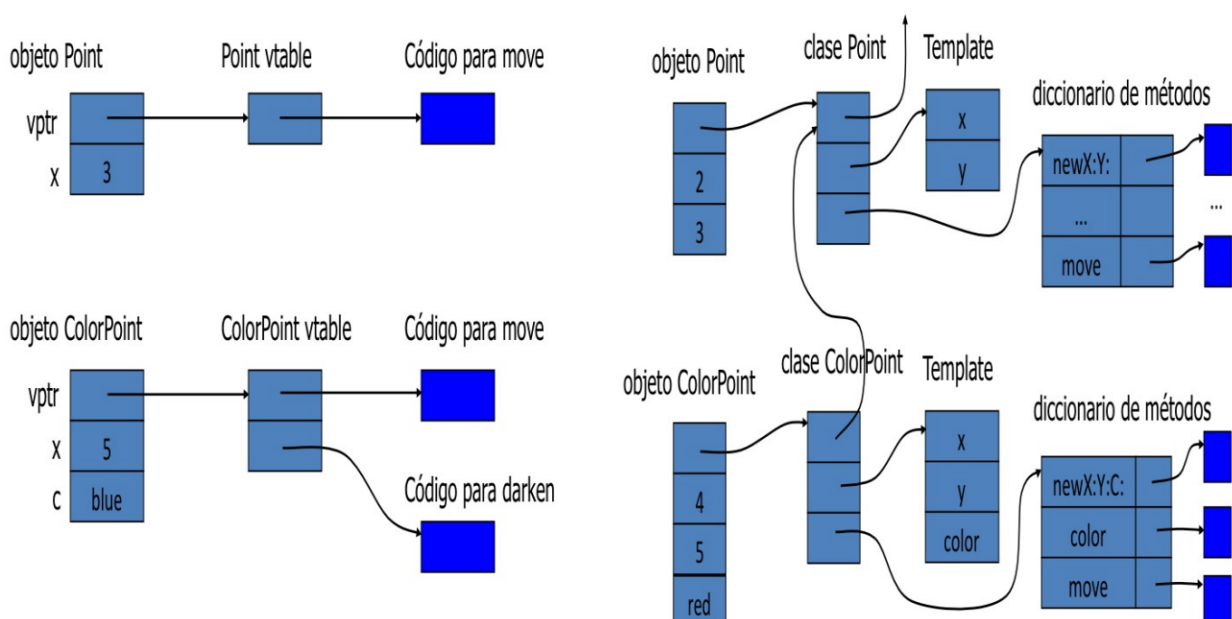 objeto Point
Point vtable
Código para move
vptr
x
3
objeto ColorPoint
ColorPoint vtable
Código para move
vptr
x
5
c
blue
Código para darken
objeto Point
clase Point
Template
diccionario de métodos
2
3
x
y
newX:Y:
...
move
...
objeto ColorPoint
clase ColorPoint
Template
diccionario de métodos
4
5
red
x
y
color
newX:Y:C:
color
move